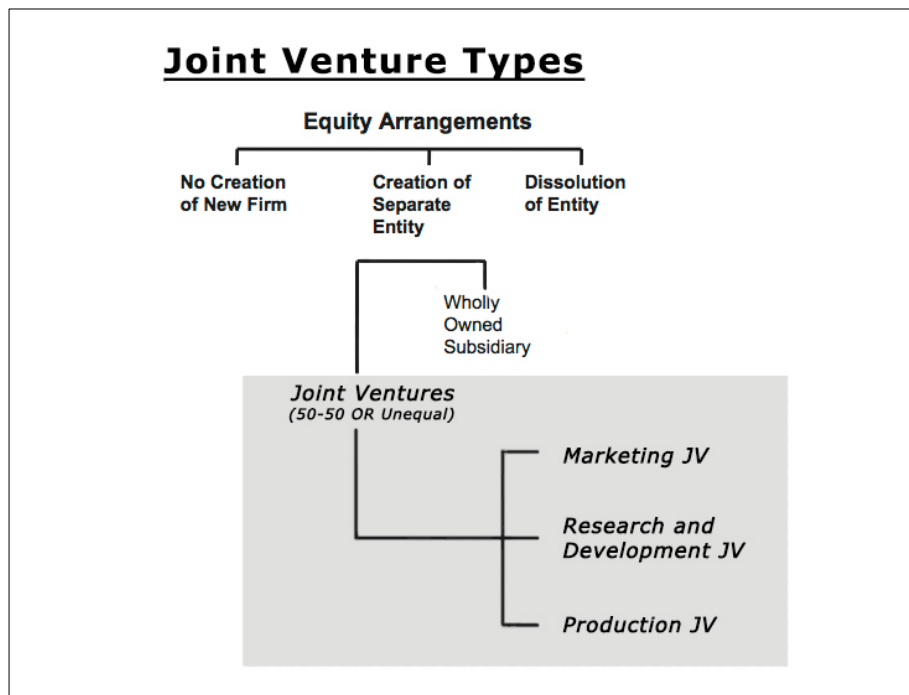 Joint Venture Types
Equity Arrangements
No Creation
of New Firm
Creation of
Separate
Entity
Dissolution
of Entity
Wholly
Owned
Subsidiary
Joint Ventures
(50-50 OR Unequal)
Marketing JV
Research and
Development JV
Production JV